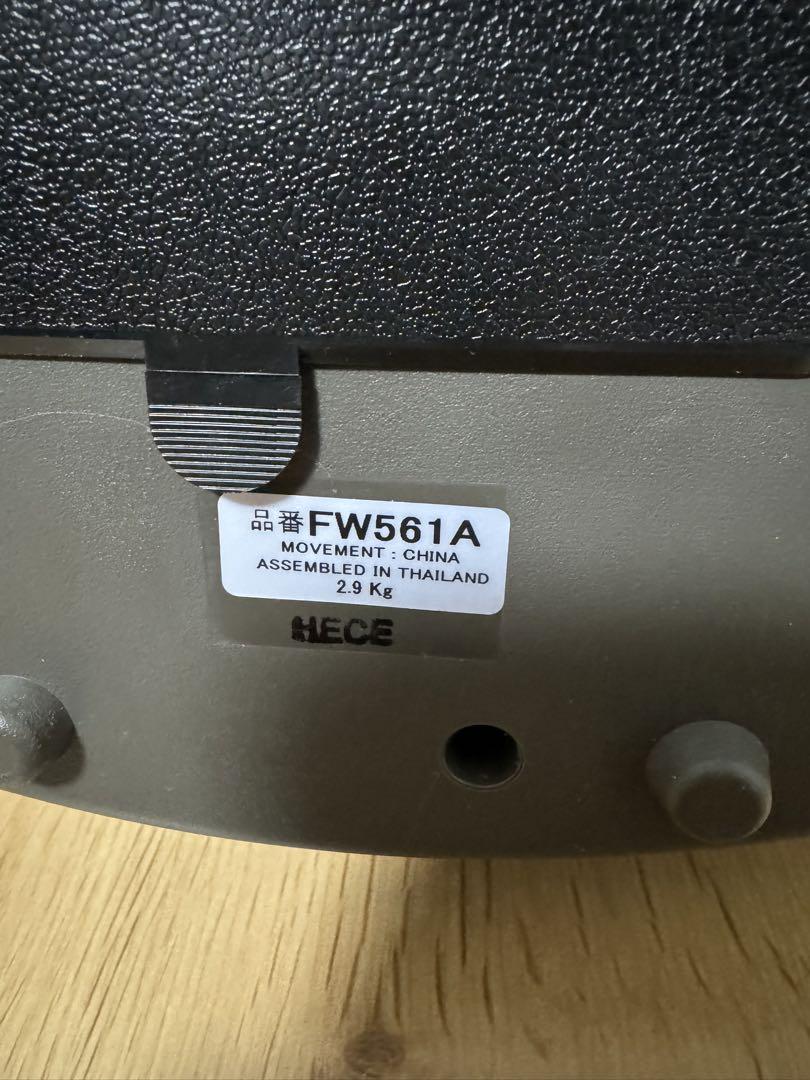 品番FW561A
MOVEMENT : CHINA
ASSEMBLED IN THAILAND
2.9 Kg
HECE